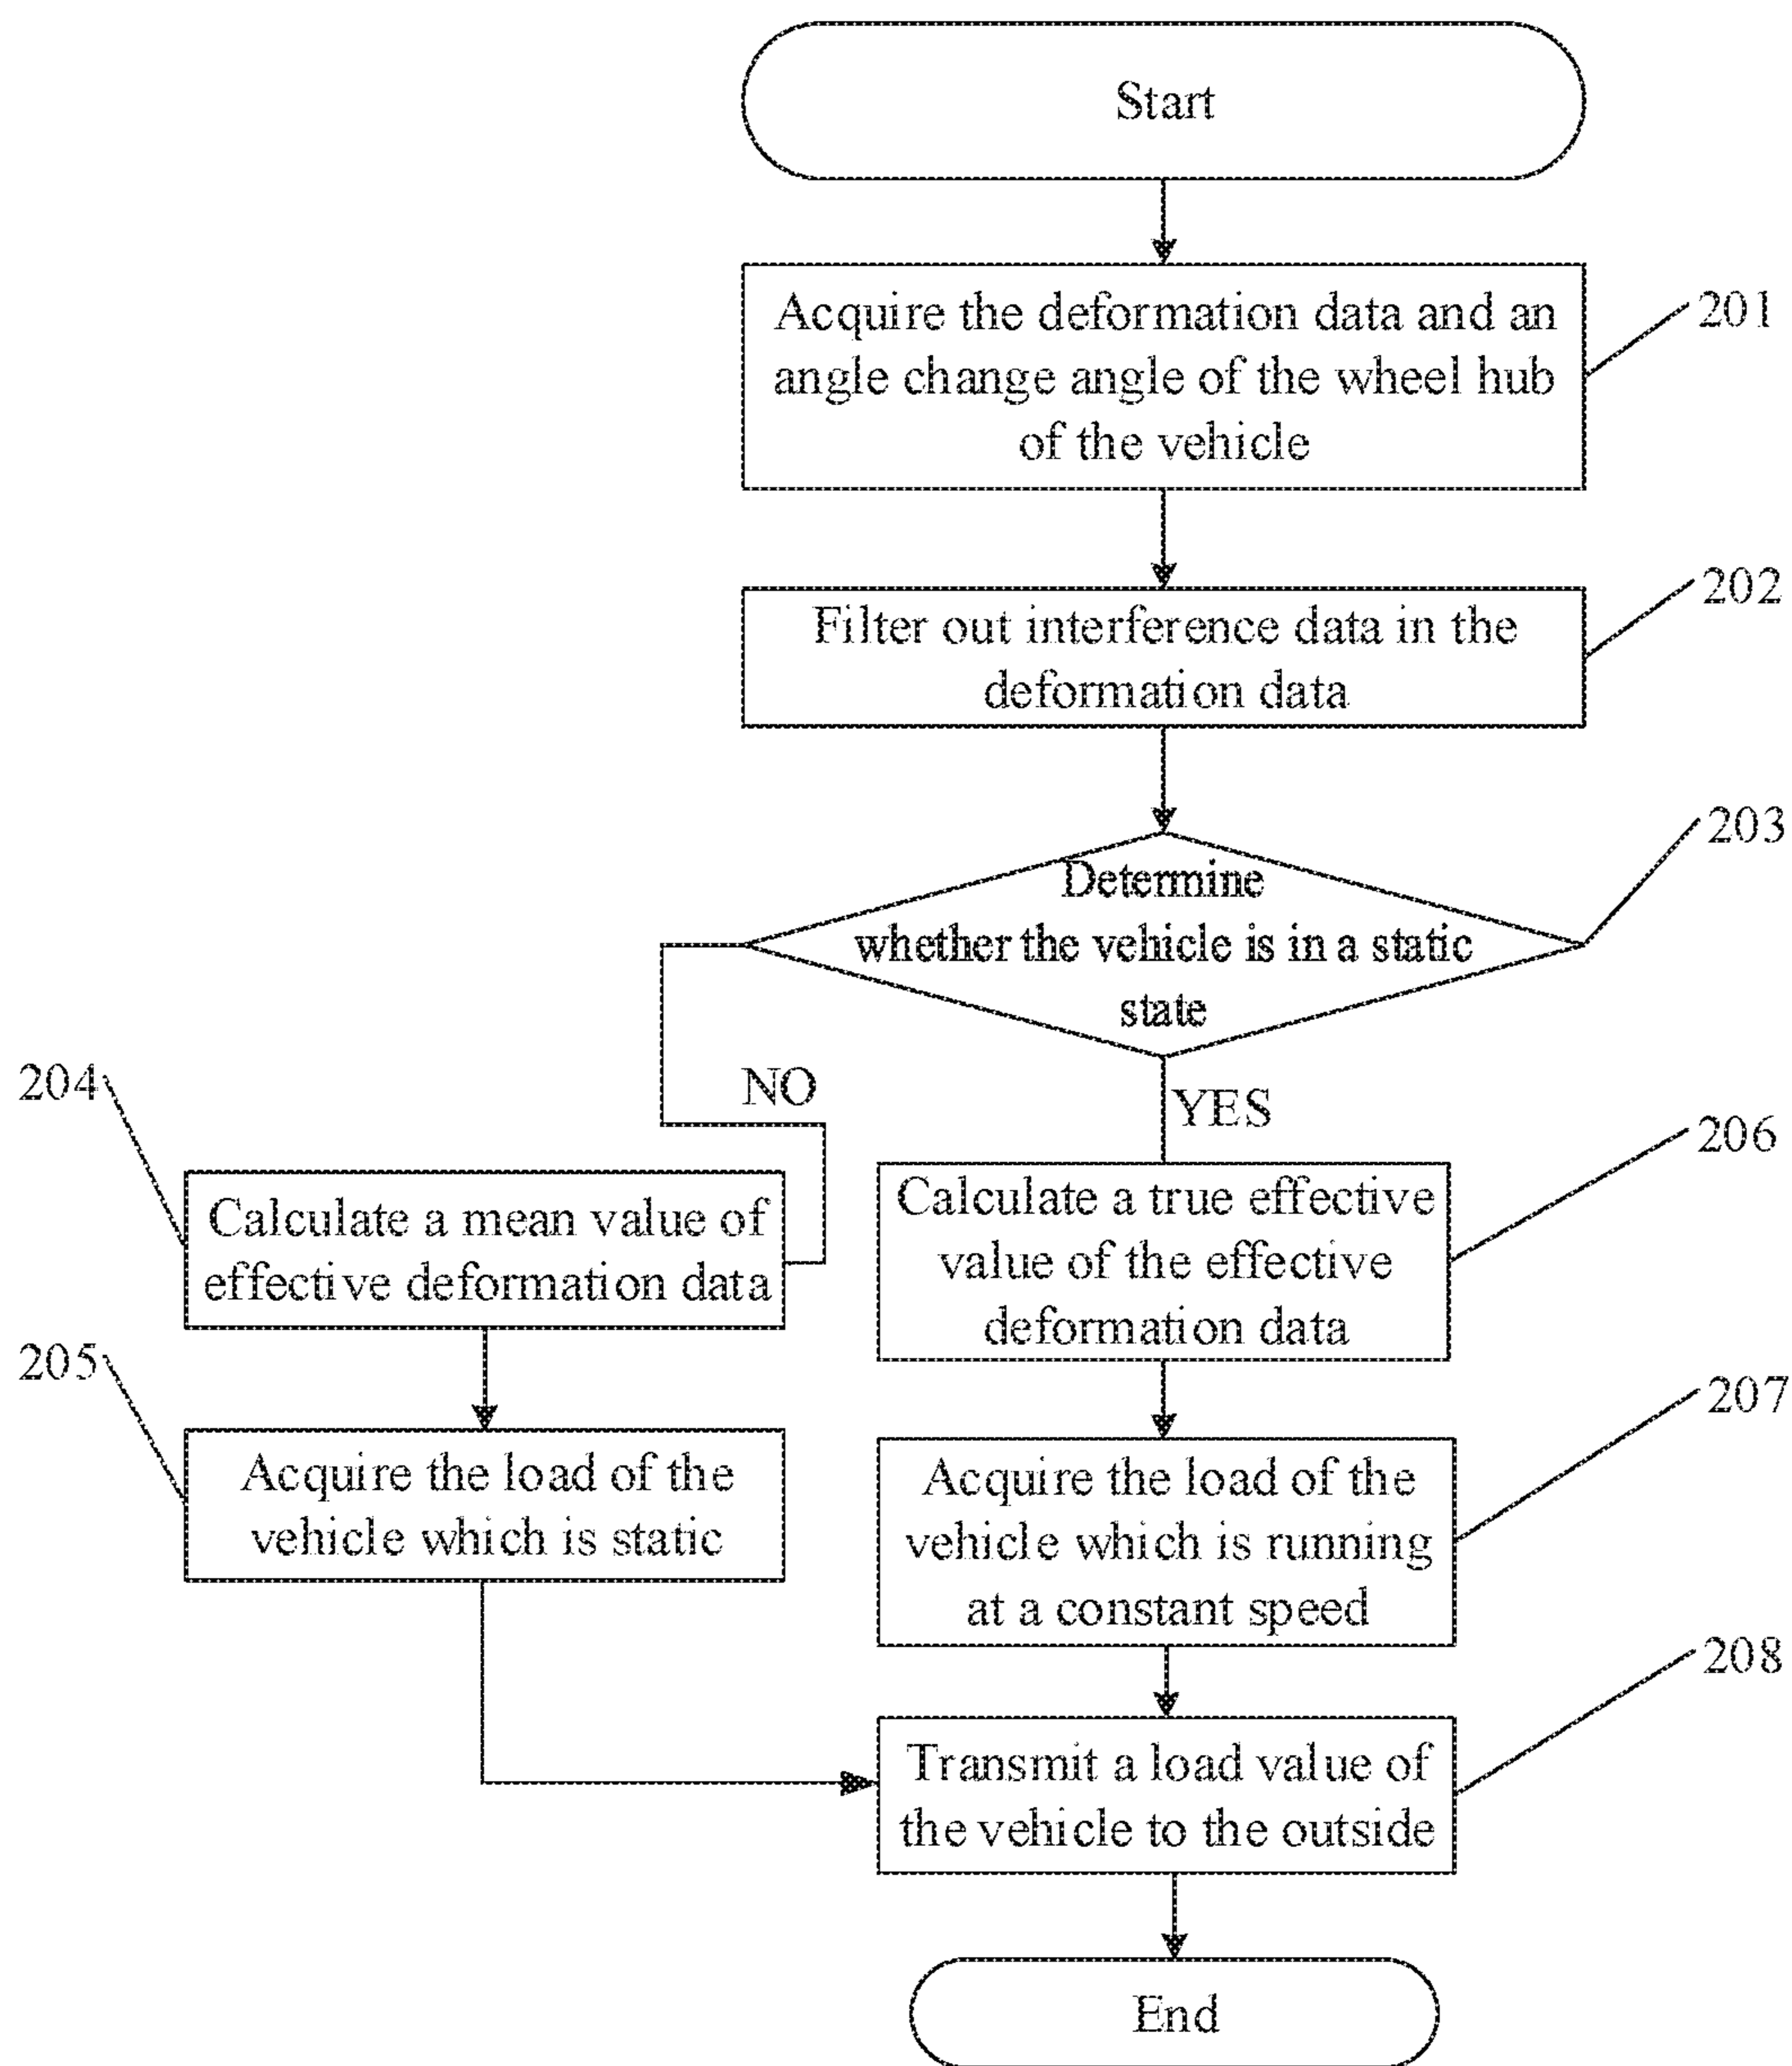 Start
Acquire the deformation data and an
angle change angle of the wheel hub
of the vehicle
201
Filter out interference data in the
deformation data
202
Determine
whether the vehicle is in a static
state
203
NO
YES
204
Calculate a mean value of
effective deformation data
206
Calculate a true effective
value of the effective
deformation data
205
Acquire the load of the
vehicle which is static
207
Acquire the load of the
vehicle which is running
at a constant speed
208
Transmit a load value of
the vehicle to the outside
End